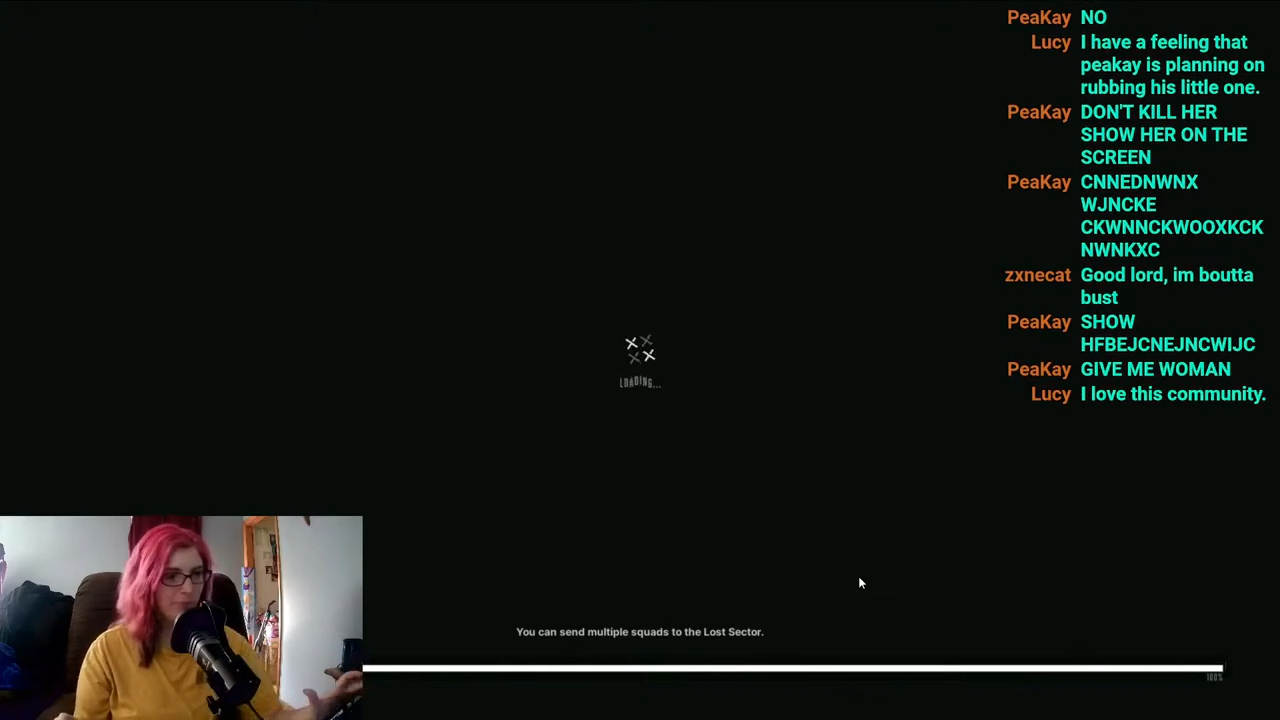 PeaKay NO
Lucy I have a feeling that
peakay is planning on
rubbing his little one.
PeaKay DON'T KILL HER
SHOW HER ON THE
SCREEN
PeaKay CNNEDNWNX
WJNCKE
CKWNNCKWOOXKCK
NWNKXC
zxnecat Good lord, im boutta
bust
PeaKay SHOW
HFBEJCNEJNCWIJC
PeaKay GIVE ME WOMAN
Lucy I love this community.
LOADING...
You can send multiple squads to the Lost Sector.
100%